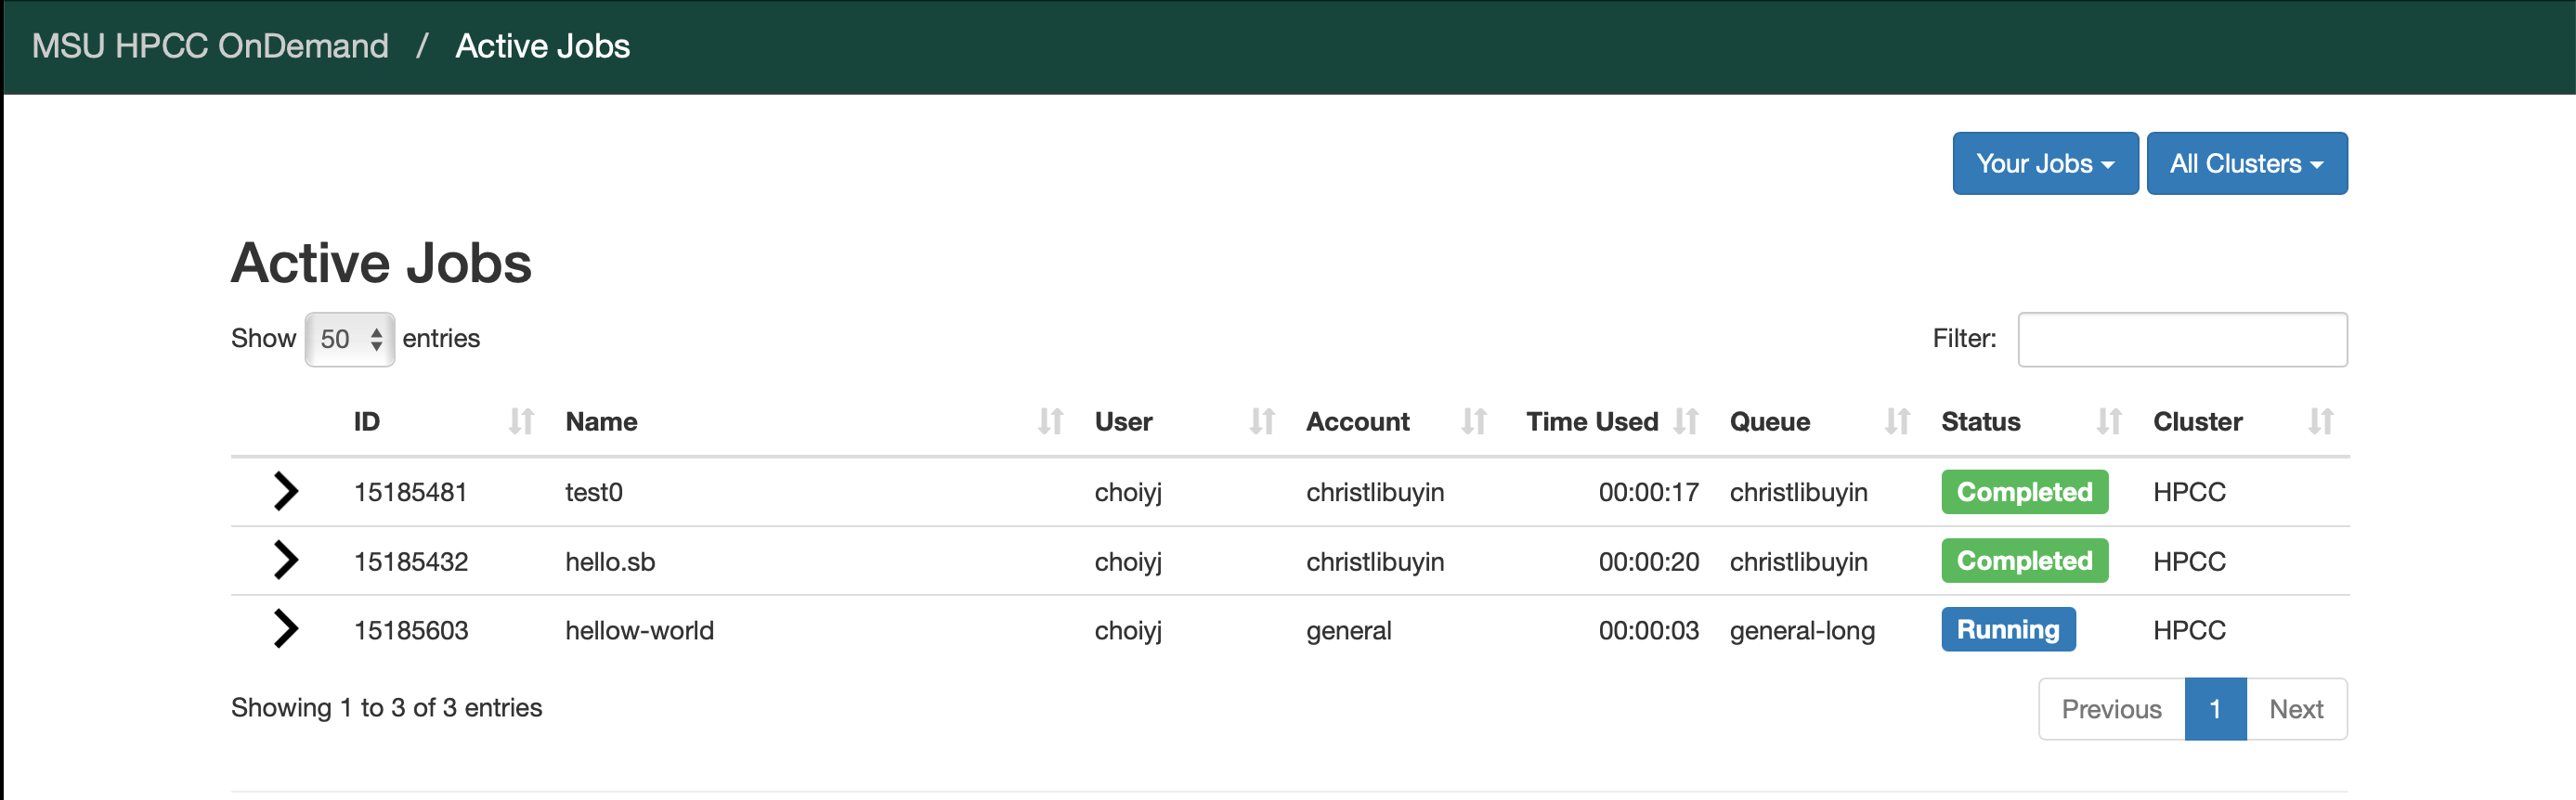 MSU HPCC OnDemand / Active Jobs
Your Jobs All Clusters
Active Jobs
Show 50 entries Filter:
ID Name User Account Time Used Queue Status Cluster
15185481 test0 choiyj christlibuyin 00:00:17 christlibuyin Completed HPCC
15185432 hello.sb choiyj christlibuyin 00:00:20 christlibuyin Completed HPCC
15185603 hellow-world choiyj general 00:00:03 general-long Running HPCC
Showing 1 to 3 of 3 entries Previous 1 Next